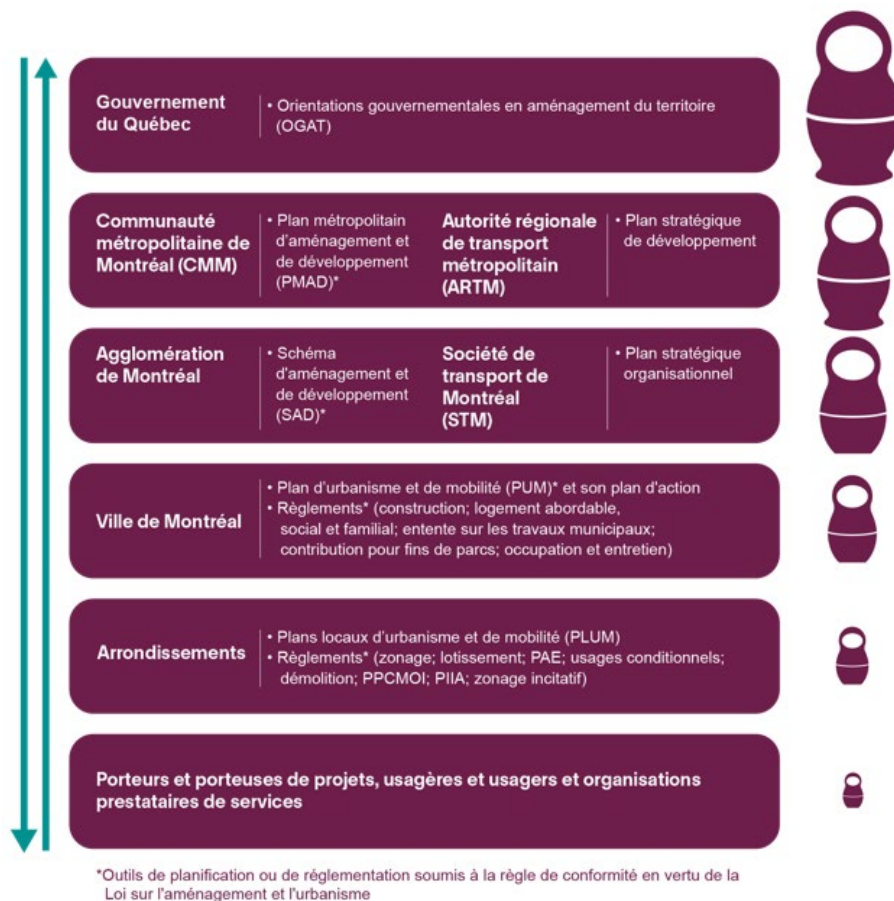 Gouvernement
du Québec
• Orientations gouvernementales en aménagement du territoire
(OGAT)
Communauté
métropolitaine de
Montréal (CMM)
• Plan métropolitain
d'aménagement et
de développement
(PMAD)*
Autorité régionale
de transport
métropolitain
(ARTM)
• Plan stratégique
de développement
Agglomération
de Montréal
• Schéma
d'aménagement et
de développement
(SAD)*
Société de
transport de
Montréal
(STM)
• Plan stratégique
organisationnel
Ville de Montréal
• Plan d'urbanisme et de mobilité (PUM)* et son plan d'action
• Règlements* (construction; logement abordable,
social et familial; entente sur les travaux municipaux;
contribution pour fins de parcs; occupation et entretien)
Arrondissements
• Plans locaux d'urbanisme et de mobilité (PLUM)
• Règlements* (zonage; lotissement; PAE; usages conditionnels;
démolition; PPCMOI; PIIA; zonage incitatif)
Porteurs et porteuses de projets, usagères et usagers et organisations
prestataires de services
*Outils de planification ou de réglementation soumis à la règle de conformité en vertu de la
Loi sur l'aménagement et l'urbanisme